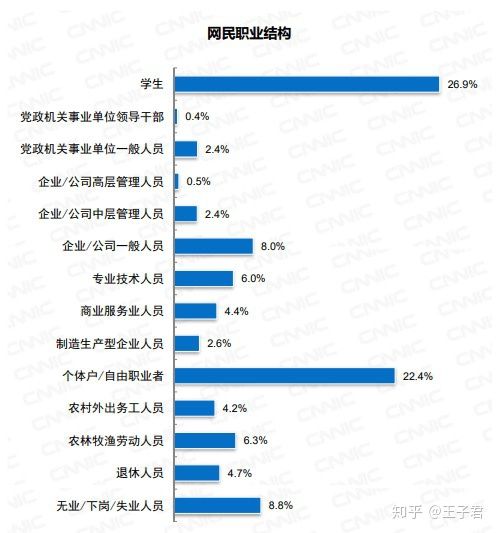 网民职业结构
学生 26.9%
党政机关事业单位领导干部 0.4%
党政机关事业单位一般人员 2.4%
企业/公司高层管理人员 0.5%
企业/公司中层管理人员 2.4%
企业/公司一般人员 8.0%
专业技术人员 6.0%
商业服务业人员 4.4%
制造生产型企业人员 2.6%
个体户/自由职业者 22.4%
农村外出务工人员 4.2%
农林牧渔劳动人员 6.3%
退休人员 4.7%
无业/下岗/失业人员 8.8%
知乎 @王子君